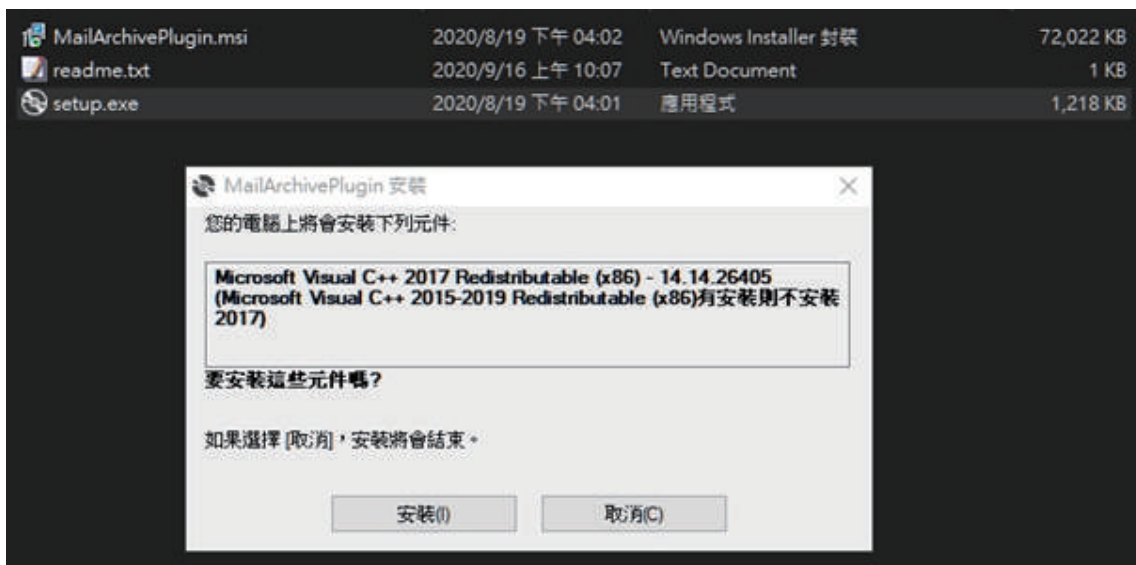 MailArchivePlugin.msi 2020/8/19 下午 04:02 Windows Installer 封裝 72,022 KB
readme.txt 2020/9/16 上午 10:07 Text Document 1 KB
setup.exe 2020/8/19 下午 04:01 應用程式 1,218 KB
MailArchivePlugin 安裝
您的電腦上將會安裝下列元件:
Microsoft Visual C++ 2017 Redistributable (x86) - 14.14.26405
(Microsoft Visual C++ 2015-2019 Redistributable (x86)有安裝則不安裝
2017)
要安裝這些元件嗎?
如果選擇 [取消]，安裝將會結束。
安裝(I) 取消(C)